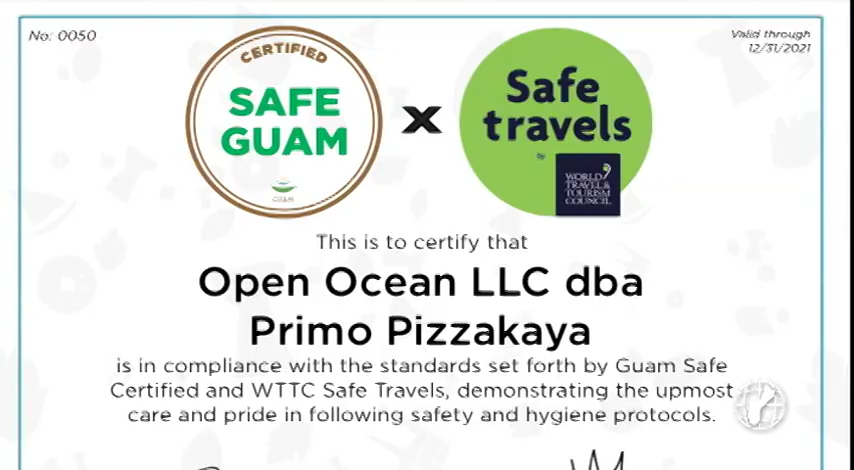 No: 0050
Valid through
12/31/2021
CERTIFIED
SAFE
GUAM
GUAM
x
Safe
travels
by
WORLD
TRAVEL &
TOURISM
COUNCIL
This is to certify that
Open Ocean LLC dba
Primo Pizzakaya
is in compliance with the standards set forth by Guam Safe
Certified and WTTC Safe Travels, demonstrating the upmost
care and pride in following safety and hygiene protocols.